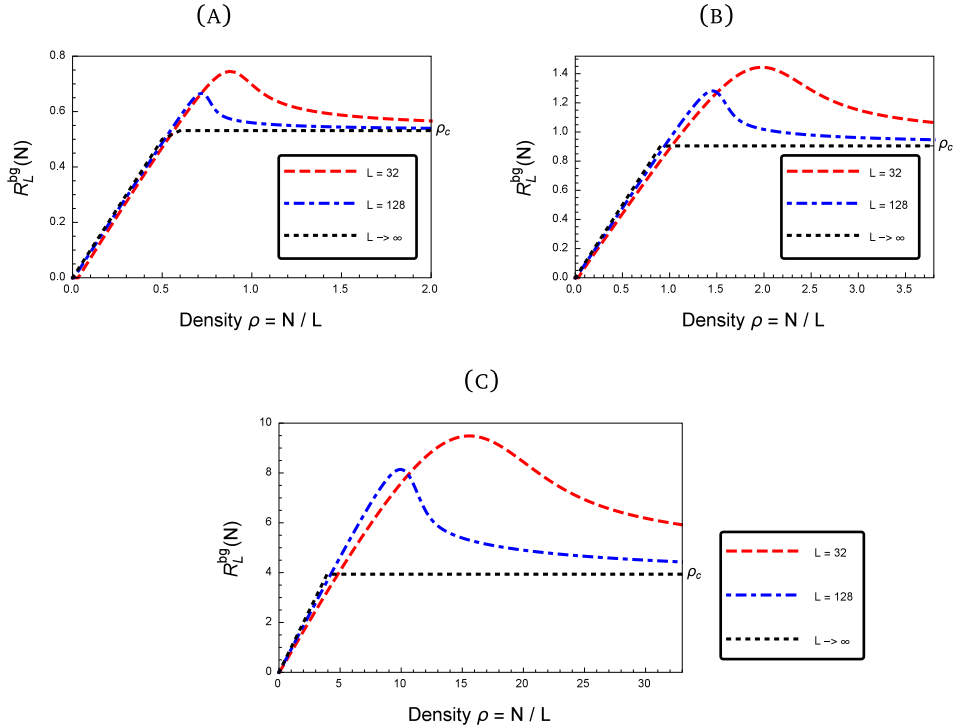 (A)
0.8
0.6
0.4
0.2
0.0
R_L^bg(N)
ρc
L = 32
L = 128
L -> ∞
0.0 0.5 1.0 1.5 2.0
Density ρ = N / L
(B)
1.4
1.2
1.0
0.8
0.6
0.4
0.2
0.0
R_L^bg(N)
ρc
L = 32
L = 128
L -> ∞
0.0 0.5 1.0 1.5 2.0 2.5 3.0 3.5
Density ρ = N / L
(C)
10
8
6
4
2
0
R_L^bg(N)
ρc
L = 32
L = 128
L -> ∞
0 5 10 15 20 25 30
Density ρ = N / L